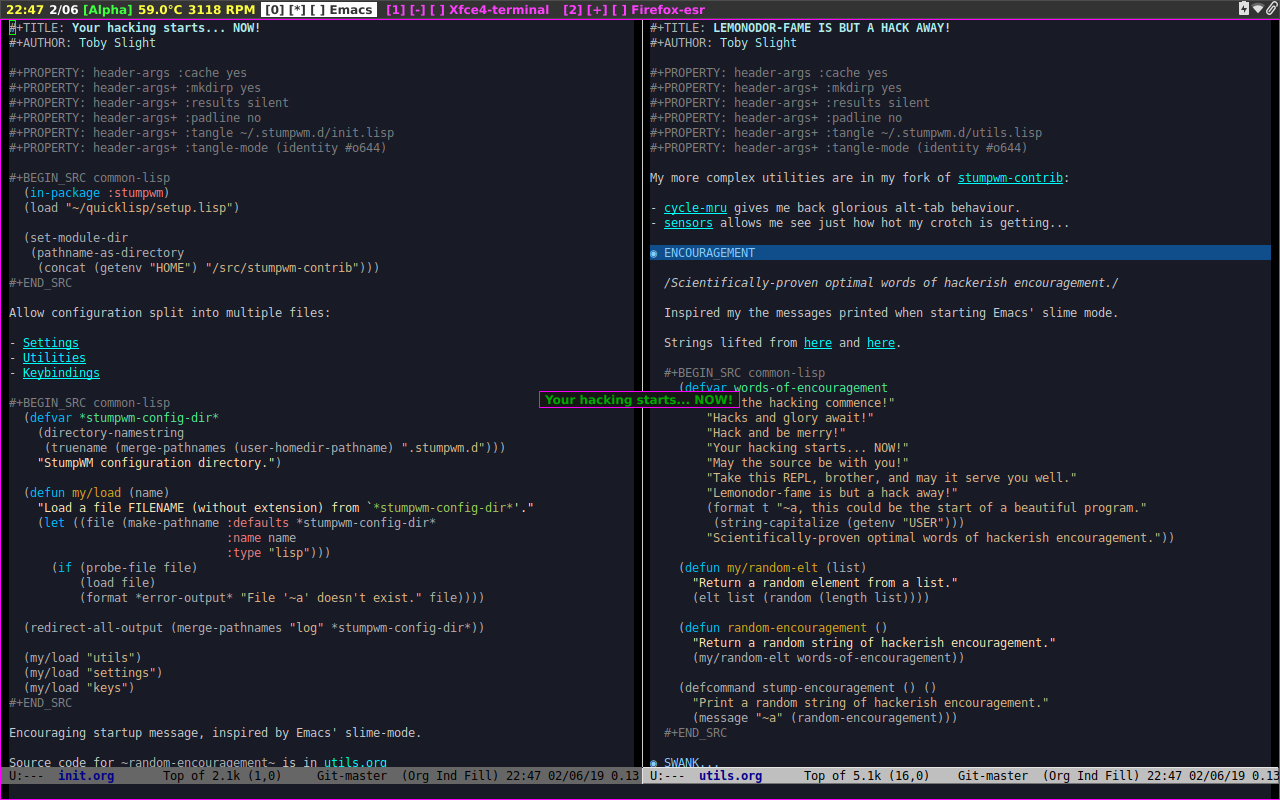 22:47 2/06 [Alpha] 59.0°C 3118 RPM [0] [*] [ ] Emacs [1] [-] [ ] Xfce4-terminal [2] [+] [ ] Firefox-esr
#+TITLE: Your hacking starts... NOW!
#+AUTHOR: Toby Slight

#+PROPERTY: header-args :cache yes
#+PROPERTY: header-args+ :mkdirp yes
#+PROPERTY: header-args+ :results silent
#+PROPERTY: header-args+ :padline no
#+PROPERTY: header-args+ :tangle ~/.stumpwm.d/init.lisp
#+PROPERTY: header-args+ :tangle-mode (identity #o644)

#+BEGIN_SRC common-lisp
  (in-package :stumpwm)
  (load "~/quicklisp/setup.lisp")

  (set-module-dir
   (pathname-as-directory
    (concat (getenv "HOME") "/src/stumpwm-contrib")))
#+END_SRC

Allow configuration split into multiple files:

- Settings
- Utilities
- Keybindings

#+BEGIN_SRC common-lisp
  (defvar *stumpwm-config-dir*
    (directory-namestring
     (truename (merge-pathnames (user-homedir-pathname) ".stumpwm.d")))
    "StumpWM configuration directory.")

  (defun my/load (name)
    "Load a file FILENAME (without extension) from `*stumpwm-config-dir*'."
    (let ((file (make-pathname :defaults *stumpwm-config-dir*
                               :name name
                               :type "lisp")))
      (if (probe-file file)
          (load file)
          (format *error-output* "File '~a' doesn't exist." file))))

  (redirect-all-output (merge-pathnames "log" *stumpwm-config-dir*))

  (my/load "utils")
  (my/load "settings")
  (my/load "keys")
#+END_SRC

Encouraging startup message, inspired by Emacs' slime-mode.

Source code for ~random-encouragement~ is in utils.org
U:--- init.org Top of 2.1k (1,0) Git-master (Org Ind Fill) 22:47 02/06/19 0.13
#+TITLE: LEMONODOR-FAME IS BUT A HACK AWAY!
#+AUTHOR: Toby Slight

#+PROPERTY: header-args :cache yes
#+PROPERTY: header-args+ :mkdirp yes
#+PROPERTY: header-args+ :results silent
#+PROPERTY: header-args+ :padline no
#+PROPERTY: header-args+ :tangle ~/.stumpwm.d/utils.lisp
#+PROPERTY: header-args+ :tangle-mode (identity #o644)

My more complex utilities are in my fork of stumpwm-contrib:

- cycle-mru gives me back glorious alt-tab behaviour.
- sensors allows me see just how hot my crotch is getting...

◉ ENCOURAGEMENT

  /Scientifically-proven optimal words of hackerish encouragement./

  Inspired my the messages printed when starting Emacs' slime mode.

  Strings lifted from here and here.

  #+BEGIN_SRC common-lisp
    (defvar words-of-encouragement
        the hacking commence!"
        "Hacks and glory await!"
        "Hack and be merry!"
        "Your hacking starts... NOW!"
        "May the source be with you!"
        "Take this REPL, brother, and may it serve you well."
        "Lemonodor-fame is but a hack away!"
        (format t "~a, this could be the start of a beautiful program."
         (string-capitalize (getenv "USER")))
        "Scientifically-proven optimal words of hackerish encouragement."))

    (defun my/random-elt (list)
      "Return a random element from a list."
      (elt list (random (length list))))

    (defun random-encouragement ()
      "Return a random string of hackerish encouragement."
      (my/random-elt words-of-encouragement))

    (defcommand stump-encouragement () ()
      "Print a random string of hackerish encouragement."
      (message "~a" (random-encouragement)))
  #+END_SRC

◉ SWANK...
U:--- utils.org Top of 5.1k (16,0) Git-master (Org Ind Fill) 22:47 02/06/19 0.13
Your hacking starts... NOW!